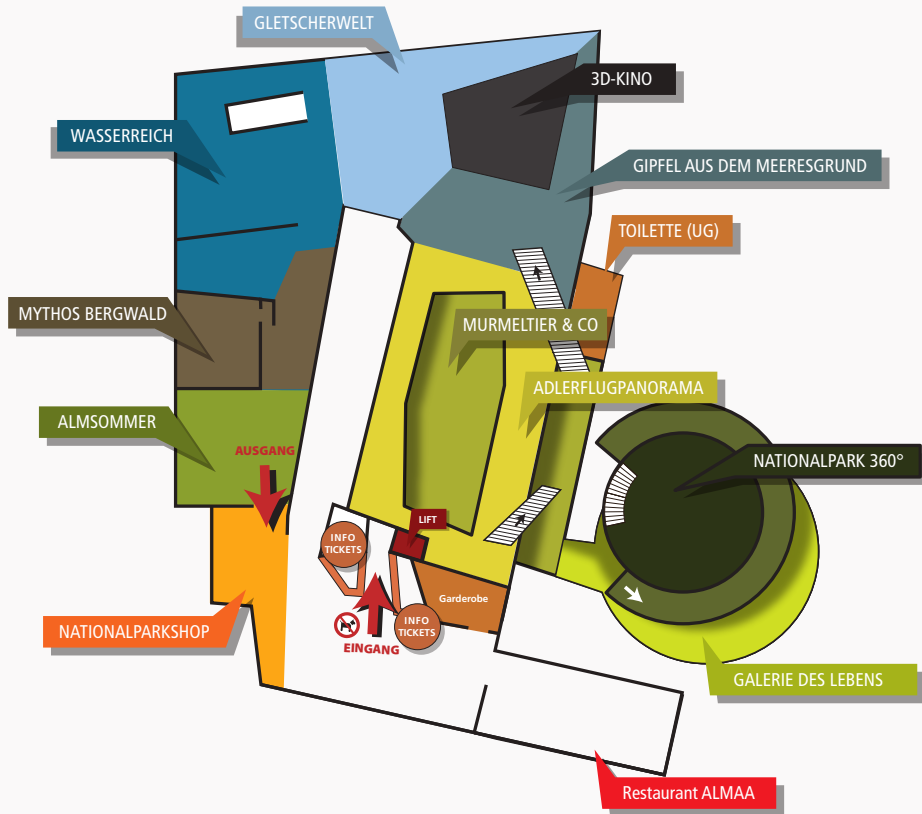 GLETSCHERWELT
3D-KINO
WASSERREICH
GIPFEL AUS DEM MEERESGRUND
TOILETTE (UG)
MYTHOS BERGWALD
MURMELTIER & CO
ADLERFLUGPANORAMA
ALMSOMMER
AUSGANG
NATIONALPARK 360°
LIFT
INFO
TICKETS
Garderobe
INFO
TICKETS
NATIONALPARKSHOP
EINGANG
GALERIE DES LEBENS
Restaurant ALMAA